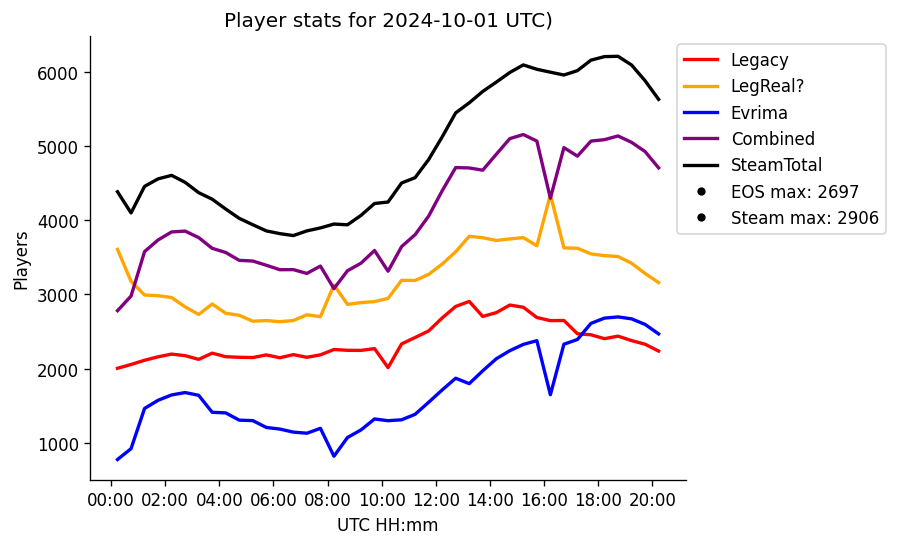 Player stats for 2024-10-01 UTC)
Players
6000
5000
4000
3000
2000
1000
00:00 02:00 04:00 06:00 08:00 10:00 12:00 14:00 16:00 18:00 20:00
UTC HH:mm
Legacy
LegReal?
Evrima
Combined
SteamTotal
EOS max: 2697
Steam max: 2906